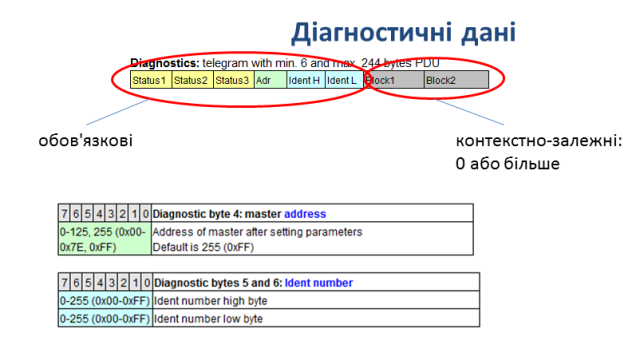 Діагностичні дані
Diagnostics: telegram with min. 6 and max. 244 bytes PDU
Status1 Status2 Status3 Adr Ident H Ident L Block1 Block2
обов'язкові
контекстно-залежні:
0 або більше
7 6 5 4 3 2 1 0 Diagnostic byte 4: master address
0-125, 255 (0x00- Address of master after setting parameters
0x7E, 0xFF) Default is 255 (0xFF)
7 6 5 4 3 2 1 0 Diagnostic bytes 5 and 6: Ident number
0-255 (0x00-0xFF) Ident number high byte
0-255 (0x00-0xFF) Ident number low byte